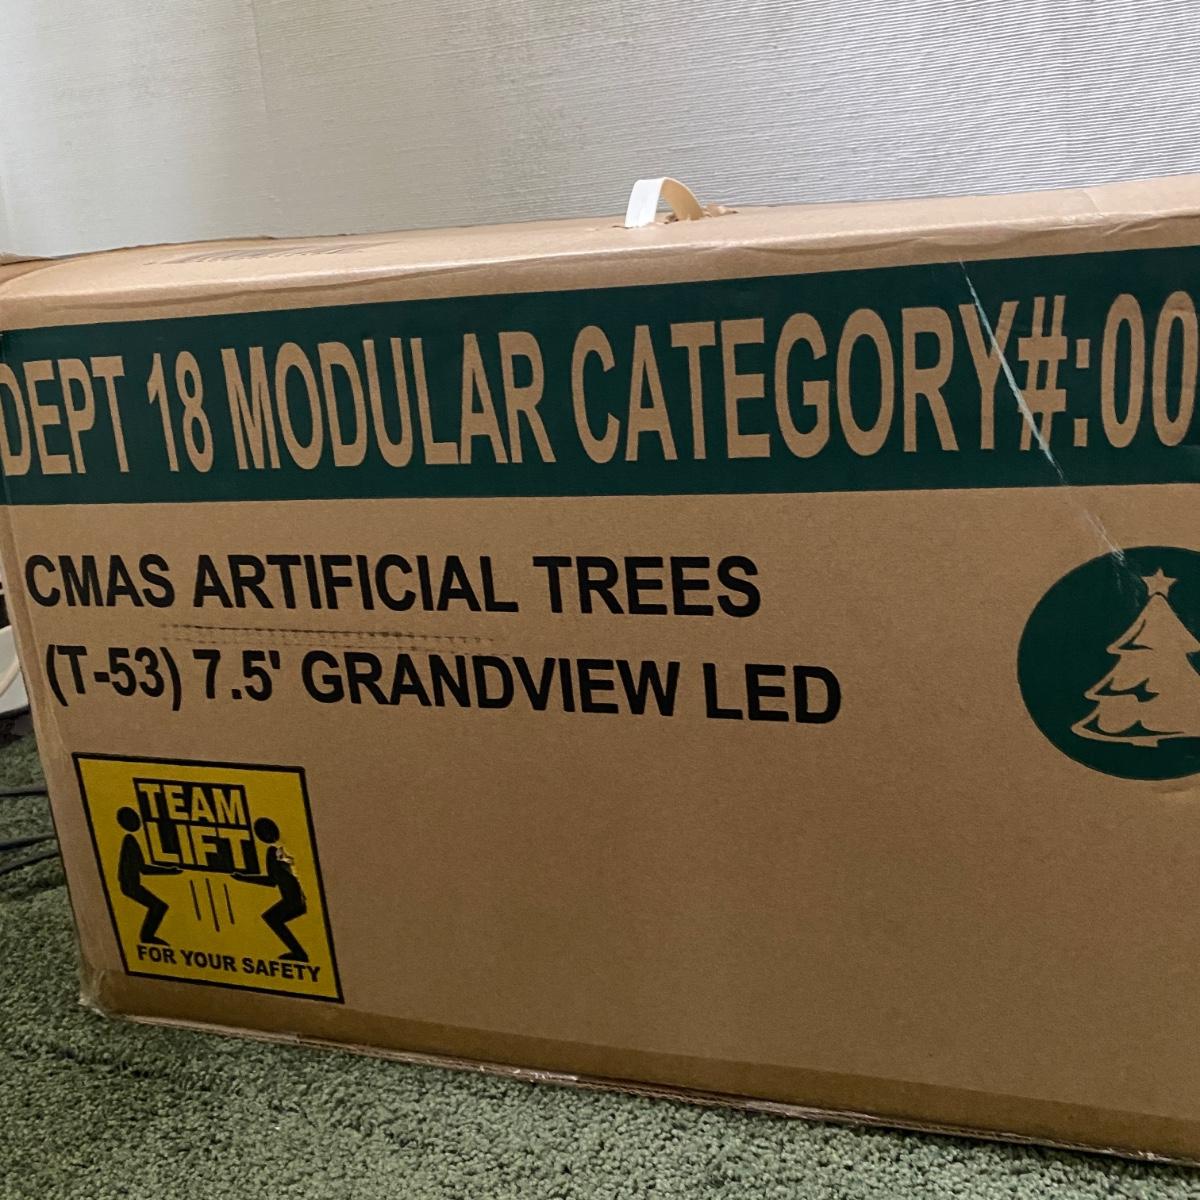 DEPT 18 MODULAR CATEGORY#:00
CMAS ARTIFICIAL TREES
(T-53) 7.5' GRANDVIEW LED
TEAM
LIFT
FOR YOUR SAFETY